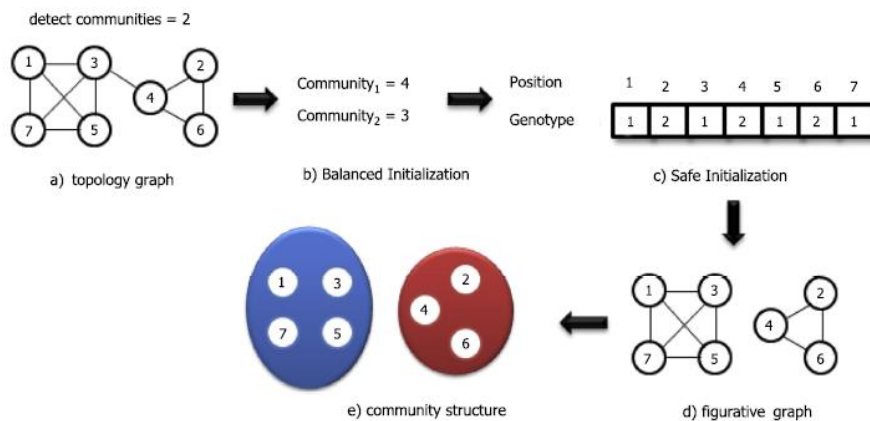 detect communities = 2
1 3 2
4
7 5 6
a) topology graph
Community1 = 4
Community2 = 3
b) Balanced Initialization
Position 1 2 3 4 5 6 7
Genotype 1 2 1 2 1 2 1
c) Safe Initialization
1 3 2
4
7 5 6
d) figurative graph
1 3 2
4
7 5 6
e) community structure